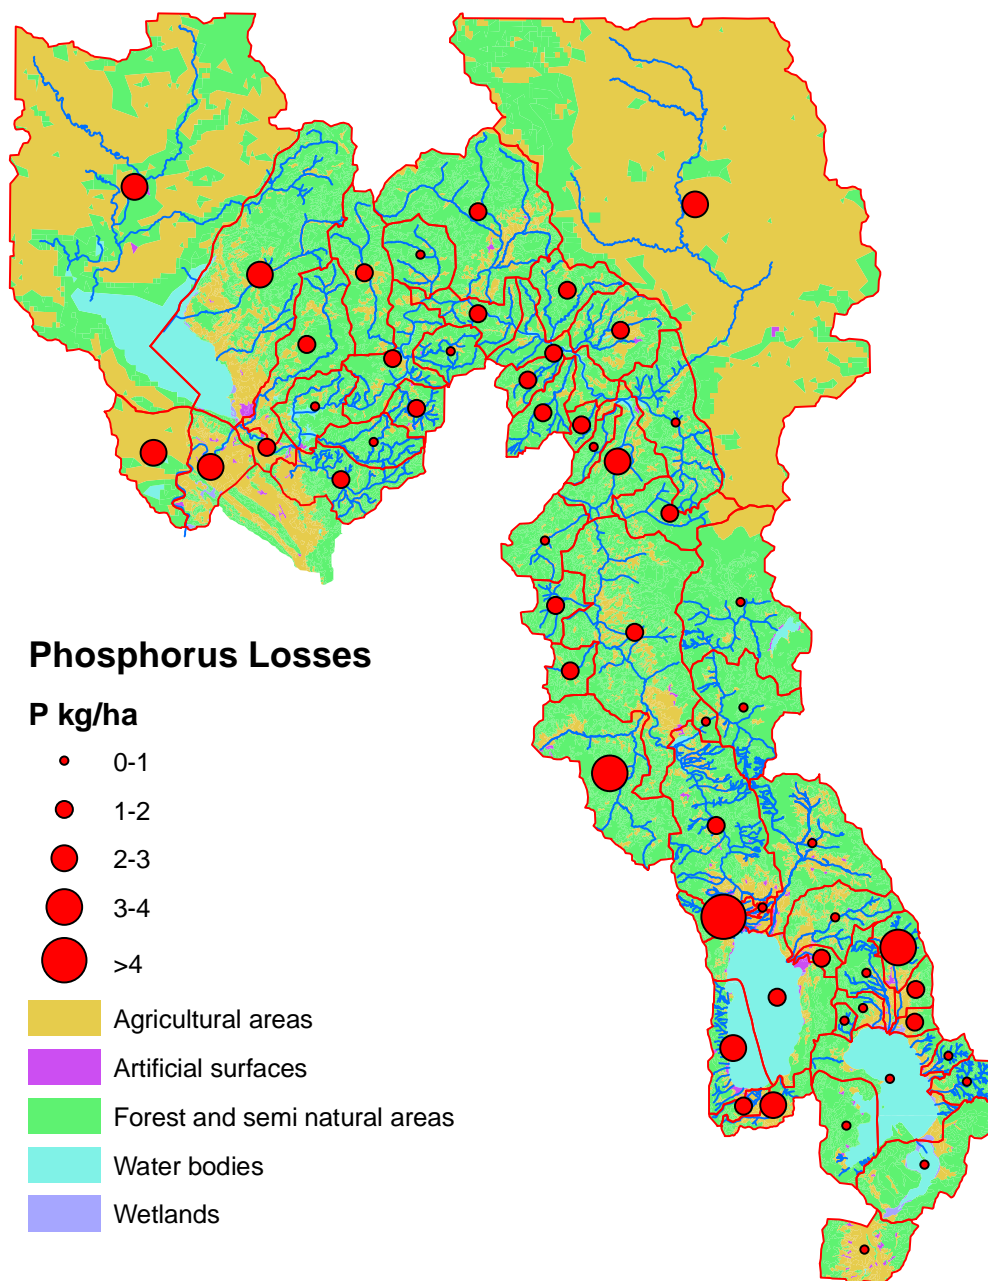 Phosphorus Losses
P kg/ha
0-1
1-2
2-3
3-4
>4
Agricultural areas
Artificial surfaces
Forest and semi natural areas
Water bodies
Wetlands